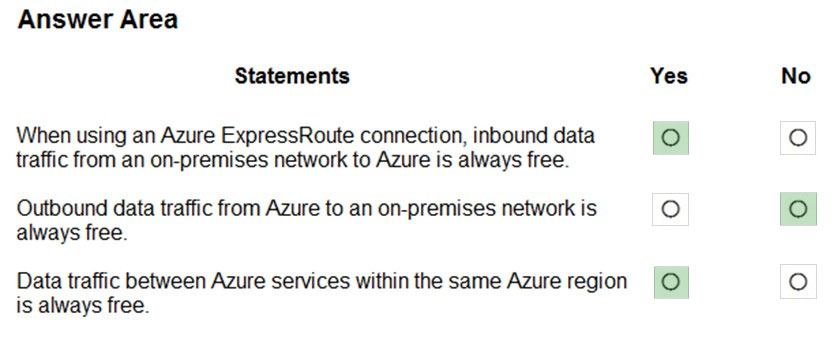 Answer Area
Statements Yes No
When using an Azure ExpressRoute connection, inbound data
traffic from an on-premises network to Azure is always free.
Outbound data traffic from Azure to an on-premises network is
always free.
Data traffic between Azure services within the same Azure region
is always free.